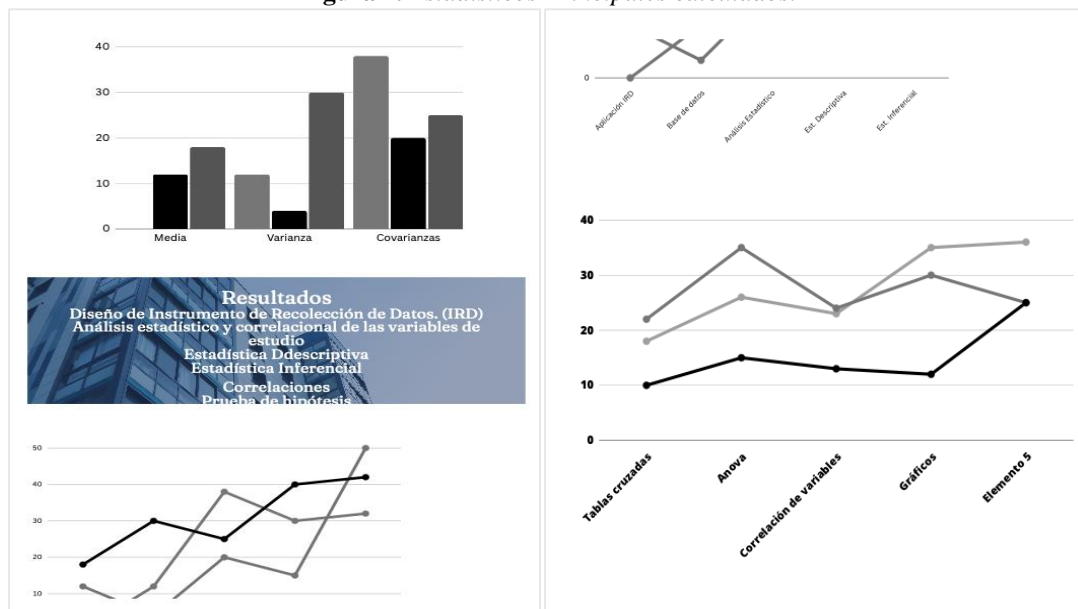 40
30
20
10
0
Media Varianza Covarianzas
Resultados
Diseño de Instrumento de Recolección de Datos. (IRD)
Análisis estadístico y correlacional de las variables de
estudio
Estadística Ddescriptiva
Estadística Inferencial
Correlaciones
Prueba de hipótesis
50
40
30
20
10
0
Aplicación IRD
Base de datos
Análisis Estadístico
Est. Descriptiva
Est. Inferencial
40
30
20
10
0
Tablas cruzadas
Anova
Correlación de variables
Gráficos
Elemento 5